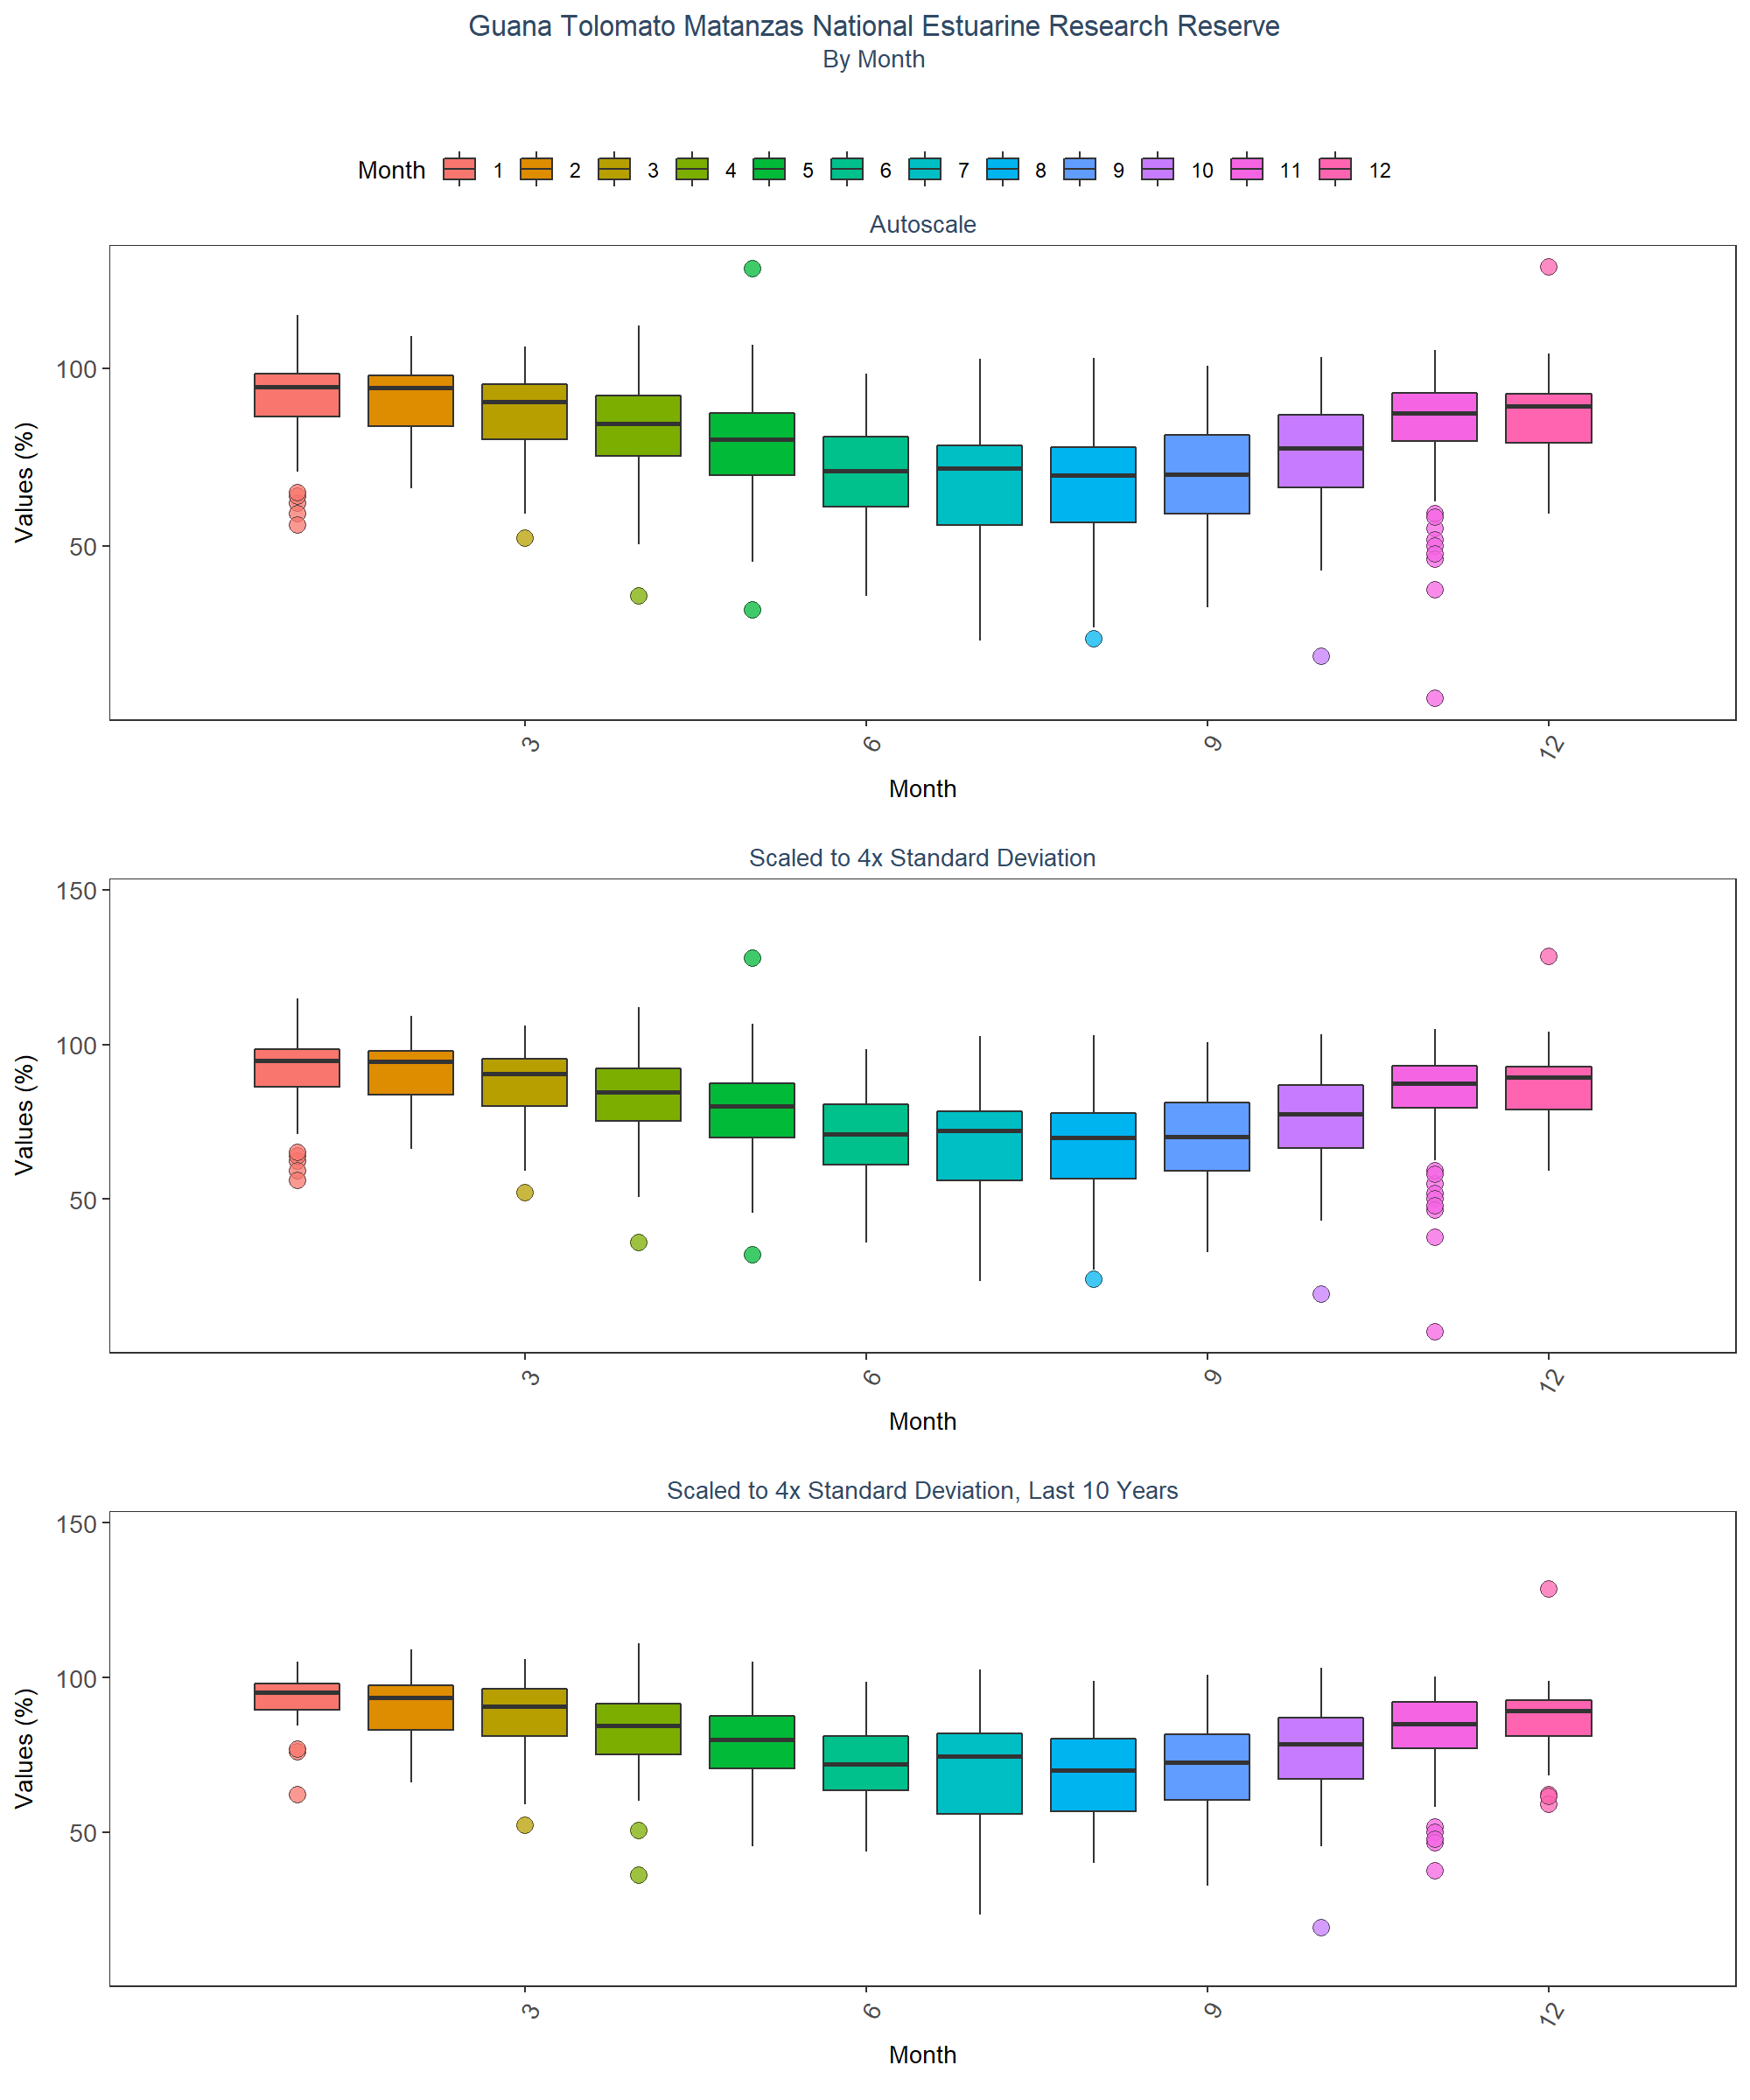 Guana Tolomato Matanzas National Estuarine Research Reserve
By Month
Month 1 2 3 4 5 6 7 8 9 10 11 12
Autoscale
Values (%)
100
50
3 6 9 12
Month
Scaled to 4x Standard Deviation
Values (%)
150
100
50
3 6 9 12
Month
Scaled to 4x Standard Deviation, Last 10 Years
Values (%)
150
100
50
3 6 9 12
Month